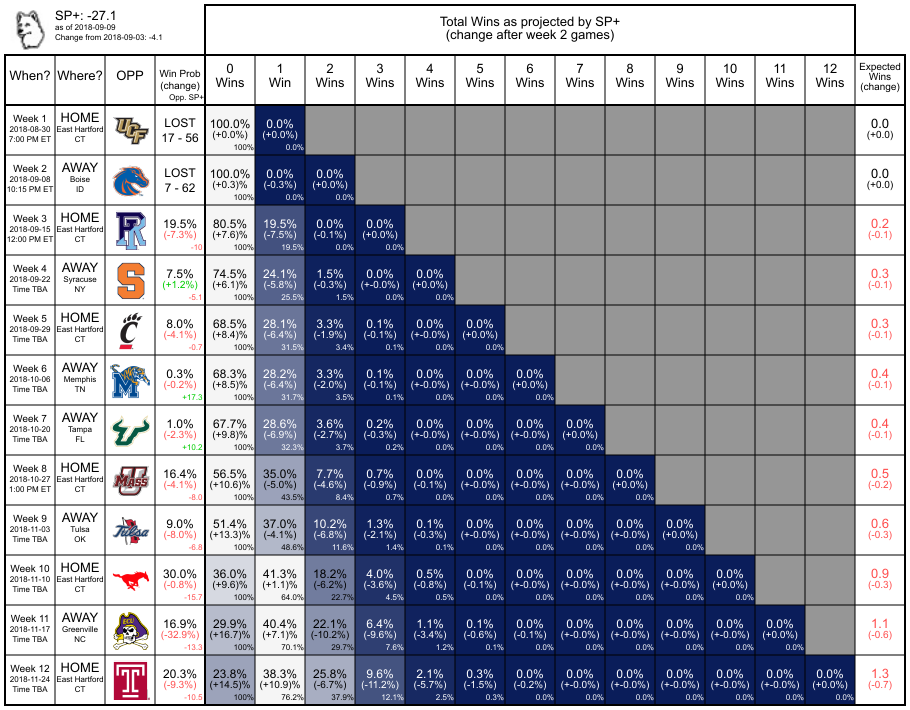 SP+: -27.1
as of 2018-09-09
Change from 2018-09-03: -4.1
Total Wins as projected by SP+
(change after week 2 games)
When? Where? OPP Win Prob (change) Opp. SP+ 0 Wins 1 Win 2 Wins 3 Wins 4 Wins 5 Wins 6 Wins 7 Wins 8 Wins 9 Wins 10 Wins 11 Wins 12 Wins Expected Wins (change)
Week 1 HOME UCF LOST 100.0% 0.0% 0.0
2018-08-30 East Hartford 17 - 56 (+0.0%) (+0.0%) (+0.0)
7:00 PM ET CT 100% 0.0%
Week 2 AWAY LOST 100.0% 0.0% 0.0% 0.0
2018-09-08 Boise 7 - 62 (+0.3)% (-0.3%) (+0.0%) (+0.0)
10:15 PM ET ID 100% 0.0% 0.0%
Week 3 HOME R 19.5% 80.5% 19.5% 0.0% 0.0% 0.2
2018-09-15 East Hartford (-7.3%) (+7.6)% (-7.5%) (-0.1%) (+0.0%) (-0.1)
12:00 PM ET CT -10 100% 19.5% 0.0% 0.0%
Week 4 AWAY S 7.5% 74.5% 24.1% 1.5% 0.0% 0.0% 0.3
2018-09-22 Syracuse (+1.2%) (+6.1)% (-5.8%) (-0.3%) (+-0.0%) (+0.0%) (-0.1)
Time TBA NY -5.1 100% 25.5% 1.5% 0.0% 0.0%
Week 5 HOME C 8.0% 68.5% 28.1% 3.3% 0.1% 0.0% 0.0% 0.3
2018-09-29 East Hartford (-4.1%) (+8.4)% (-6.4%) (-1.9%) (-0.1%) (+-0.0%) (+0.0%) (-0.1)
Time TBA CT -0.7 100% 31.5% 3.4% 0.1% 0.0% 0.0%
Week 6 AWAY M 0.3% 68.3% 28.2% 3.3% 0.1% 0.0% 0.0% 0.0% 0.4
2018-10-06 Memphis (-0.2%) (+8.5)% (-6.4%) (-2.0%) (-0.1%) (+-0.0%) (+-0.0%) (+0.0%) (-0.1)
Time TBA TN +17.3 100% 31.7% 3.5% 0.1% 0.0% 0.0% 0.0%
Week 7 AWAY 1.0% 67.7% 28.6% 3.6% 0.2% 0.0% 0.0% 0.0% 0.0% 0.4
2018-10-20 Tampa (-2.3%) (+9.8)% (-6.9%) (-2.7%) (-0.3%) (+-0.0%) (+-0.0%) (+-0.0%) (+0.0%) (-0.1)
Time TBA FL +10.2 100% 32.3% 3.7% 0.2% 0.0% 0.0% 0.0% 0.0%
Week 8 HOME UMASS 16.4% 56.5% 35.0% 7.7% 0.7% 0.0% 0.0% 0.0% 0.0% 0.0% 0.5
2018-10-27 East Hartford (-4.1%) (+10.6)% (-5.0%) (-4.6%) (-0.9%) (-0.1%) (+-0.0%) (+-0.0%) (+-0.0%) (+0.0%) (-0.2)
1:00 PM ET CT -8.0 100% 43.5% 8.4% 0.7% 0.0% 0.0% 0.0% 0.0% 0.0%
Week 9 AWAY Tulsa 9.0% 51.4% 37.0% 10.2% 1.3% 0.1% 0.0% 0.0% 0.0% 0.0% 0.0% 0.6
2018-11-03 Tulsa (-8.0%) (+13.3)% (-4.1%) (-6.8%) (-2.1%) (-0.3%) (+-0.0%) (+-0.0%) (+-0.0%) (+-0.0%) (+0.0%) (-0.3)
Time TBA OK -6.8 100% 48.6% 11.6% 1.4% 0.1% 0.0% 0.0% 0.0% 0.0% 0.0%
Week 10 HOME 30.0% 36.0% 41.3% 18.2% 4.0% 0.5% 0.0% 0.0% 0.0% 0.0% 0.0% 0.0% 0.9
2018-11-10 East Hartford (-0.8%) (+9.6)% (+1.1%) (-6.2%) (-3.6%) (-0.8%) (-0.1%) (+-0.0%) (+-0.0%) (+-0.0%) (+-0.0%) (+0.0%) (-0.3)
Time TBA CT -15.7 100% 64.0% 22.7% 4.5% 0.5% 0.0% 0.0% 0.0% 0.0% 0.0% 0.0%
Week 11 AWAY ECU 16.9% 29.9% 40.4% 22.1% 6.4% 1.1% 0.1% 0.0% 0.0% 0.0% 0.0% 0.0% 0.0% 1.1
2018-11-17 Greenville (-32.9%) (+16.7)% (+7.1%) (-10.2%) (-9.6%) (-3.4%) (-0.6%) (-0.1%) (+-0.0%) (+-0.0%) (+-0.0%) (+-0.0%) (+0.0%) (-0.6)
Time TBA NC -13.3 100% 70.1% 29.7% 7.6% 1.2% 0.1% 0.0% 0.0% 0.0% 0.0% 0.0% 0.0%
Week 12 HOME T 20.3% 23.8% 38.3% 25.8% 9.6% 2.1% 0.3% 0.0% 0.0% 0.0% 0.0% 0.0% 0.0% 0.0% 1.3
2018-11-24 East Hartford (-9.3%) (+14.5)% (+10.9%) (-6.7%) (-11.2%) (-5.7%) (-1.5%) (-0.2%) (+-0.0%) (+-0.0%) (+-0.0%) (+-0.0%) (+-0.0%) (+0.0%) (-0.7)
Time TBA CT -10.5 100% 76.2% 37.9% 12.1% 2.5% 0.3% 0.0% 0.0% 0.0% 0.0% 0.0% 0.0% 0.0%